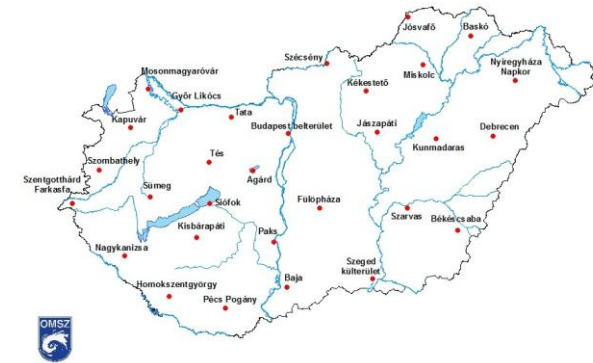 Jósvafő
Baskó
Szécsény
Miskolc
Nyíregyháza
Napkor
Mosonmagyaróvár
Kékestető
Győr Likócs
Tata
Kapuvár
Budapest belterület
Jászapáti
Kunmadaras
Debrecen
Szombathely
Tés
Agárd
Szentgotthárd
Farkasfa
Sümeg
Siófok
Fülöpháza
Szarvas
Békéscsaba
Kisbárapáti
Paks
Nagykanizsa
Szeged
külterület
Homokszentgyörgy
Baja
Pécs Pogány
OMSZ